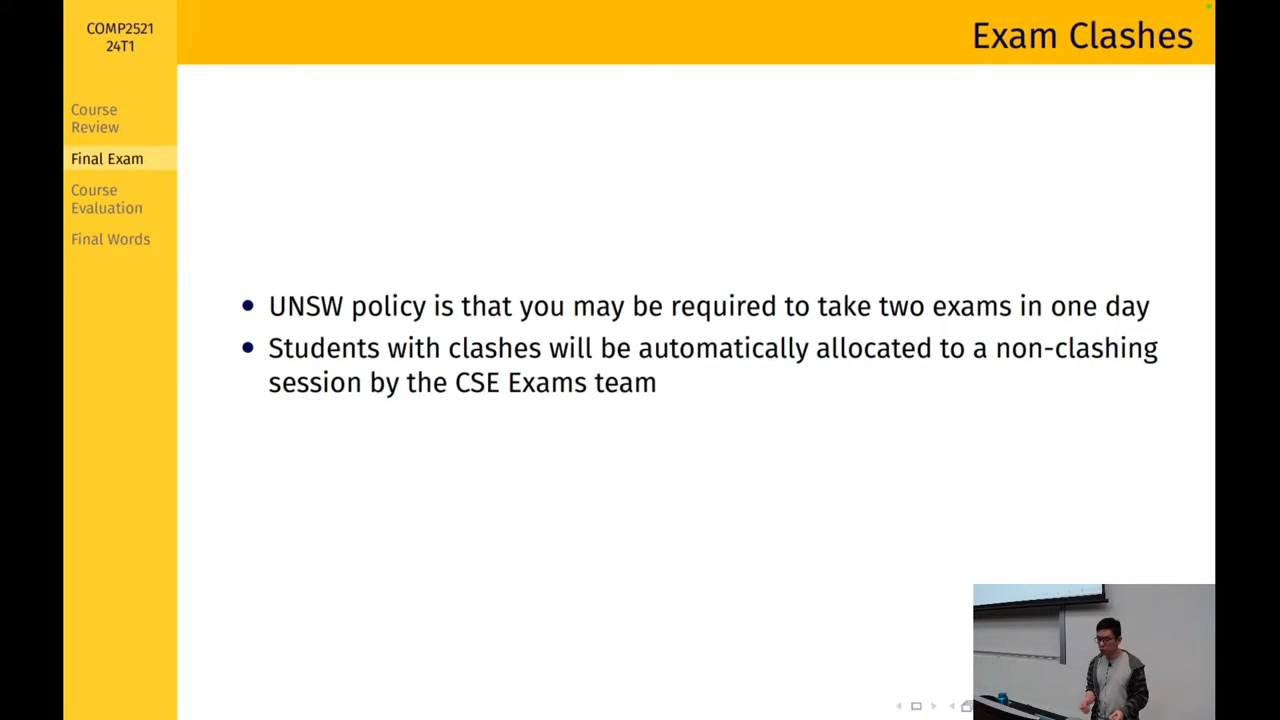 COMP2521
24T1
Exam Clashes
Course
Review
Final Exam
Course
Evaluation
Final Words
• UNSW policy is that you may be required to take two exams in one day
• Students with clashes will be automatically allocated to a non-clashing
session by the CSE Exams team